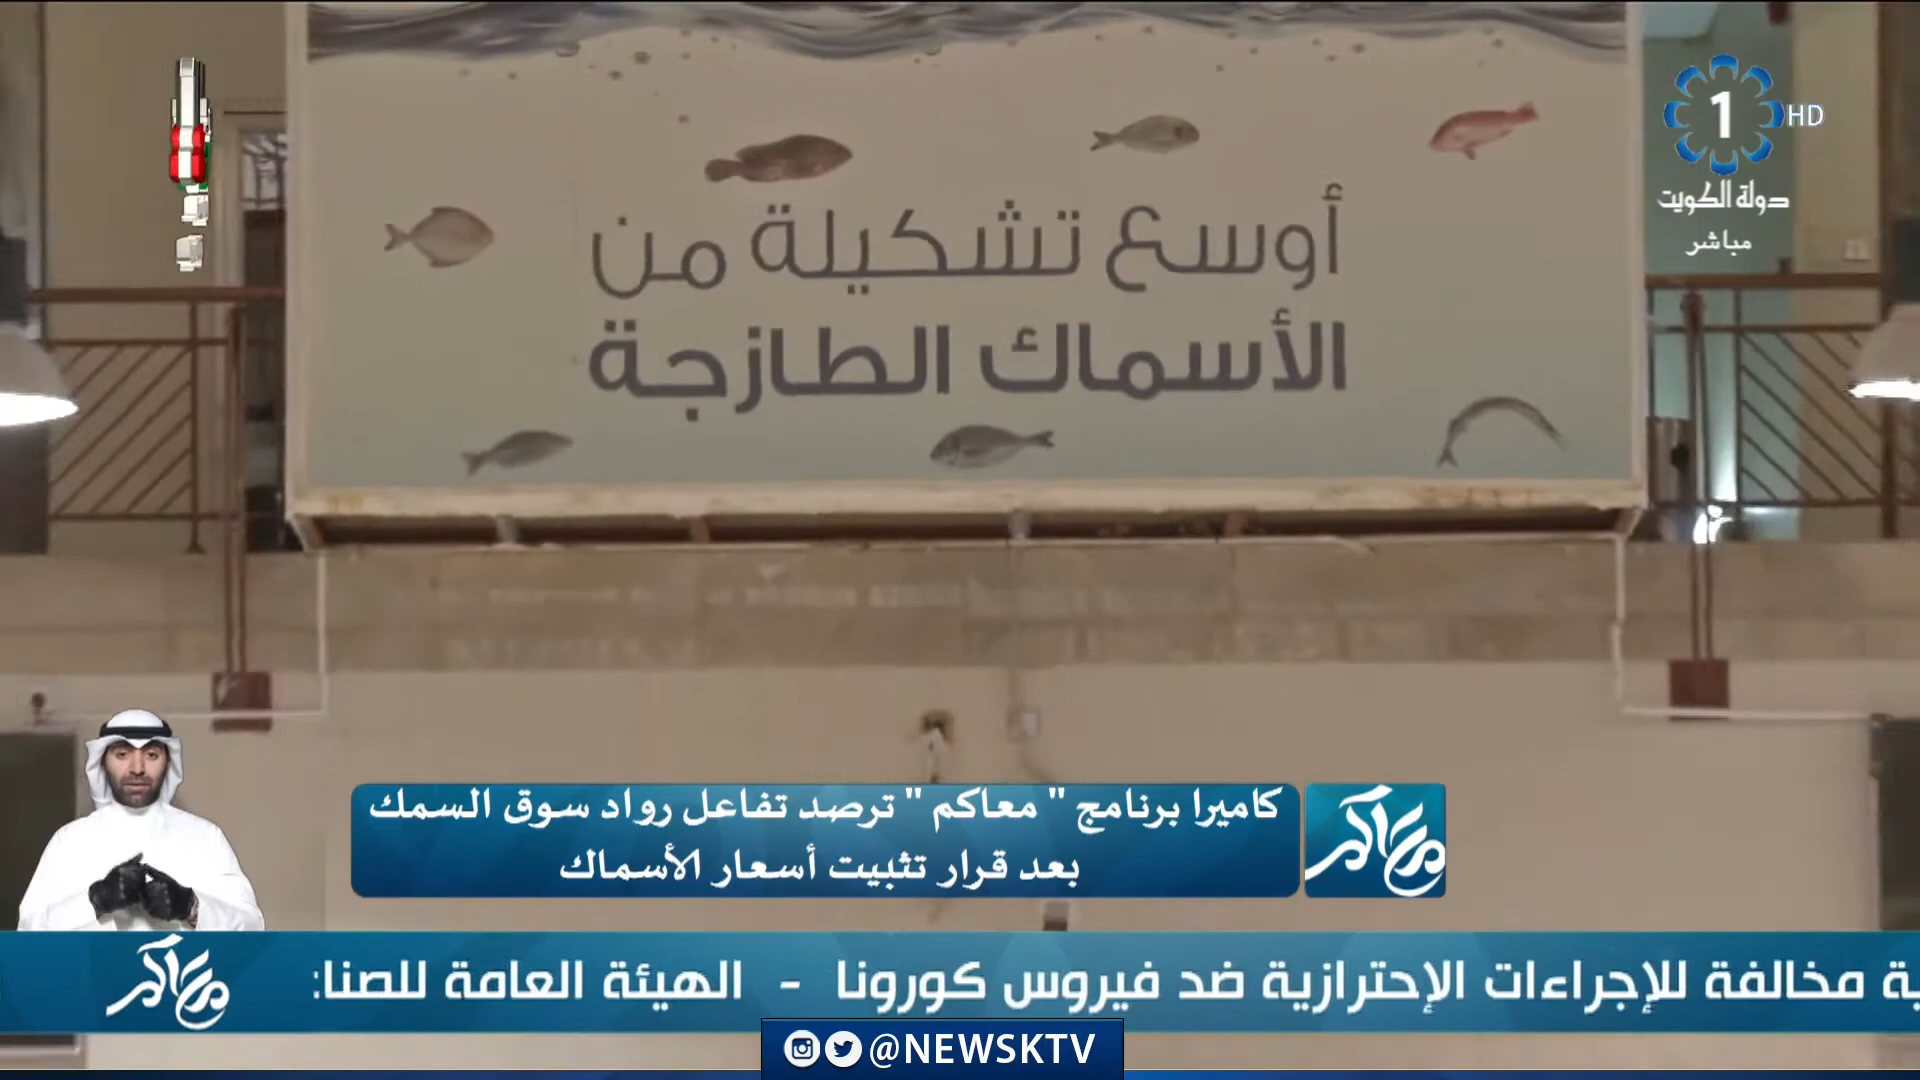 1 HD
دولة الكويت
مباشر
أوسع تشكيلة من
الأسماك الطازجة
كاميرا برنامج " معاكم " ترصد تفاعل رواد سوق السمك
بعد قرار تثبيت أسعار الأسماك
معاكم
ية مخالفة للإجراءات الإحترازية ضد فيروس كورونا - الهيئة العامة للصنا
معاكم
@NEWSKTV